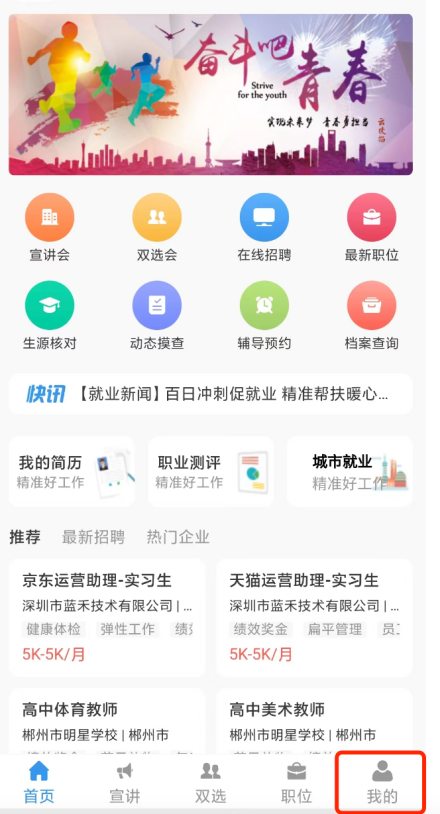 奋斗吧
青春
Strive
for the youth
实现未来梦 青春勇担当
宣讲会 双选会 在线招聘 最新职位
生源核对 动态摸查 辅导预约 档案查询
快讯 【就业新闻】百日冲刺促就业 精准帮扶暖心...
我的简历 职业测评 城市就业
精准好工作 精准好工作 精准好工作
推荐 最新招聘 热门企业
京东运营助理-实习生 天猫运营助理-实习生
深圳市蓝禾技术有限公司 | ... 深圳市蓝禾技术有限公司 | ...
健康体检 弹性工作 绩 绩效奖金 扁平管理 员工
5K-5K/月 5K-5K/月
高中体育教师 高中美术教师
郴州市明星学校 | 郴州市 郴州市明星学校 | 郴州市
首页 宣讲 双选 职位 我的